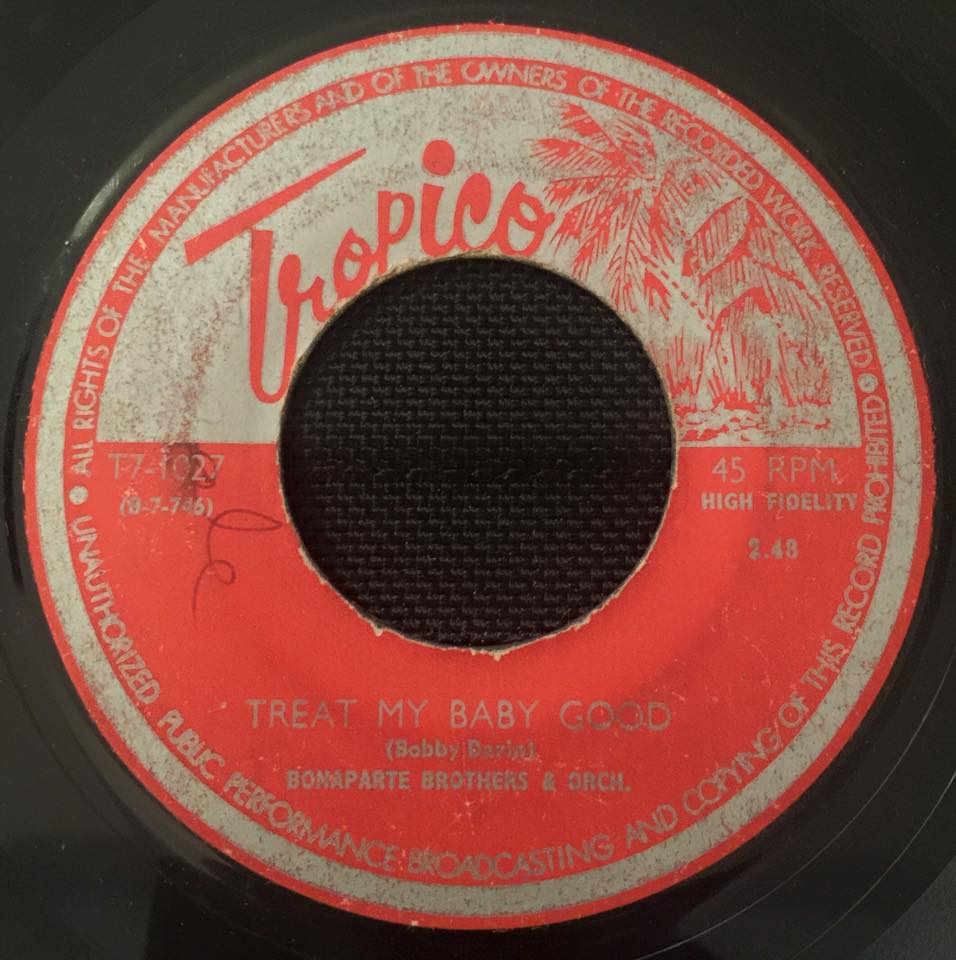 ALL RIGHTS OF THE MANUFACTURERS AND OF THE OWNERS OF THE RECORDED WORK RESERVED
Tropico
T7-1027
(D-7-746)
45 RPM
HIGH FIDELITY
2.48
TREAT MY BABY GOOD
(Bobby Darin)
BONAPARTE BROTHERS & ORCH.
UNAUTHORIZED PUBLIC PERFORMANCE BROADCASTING AND COPYING OF THIS RECORD PROHIBITED